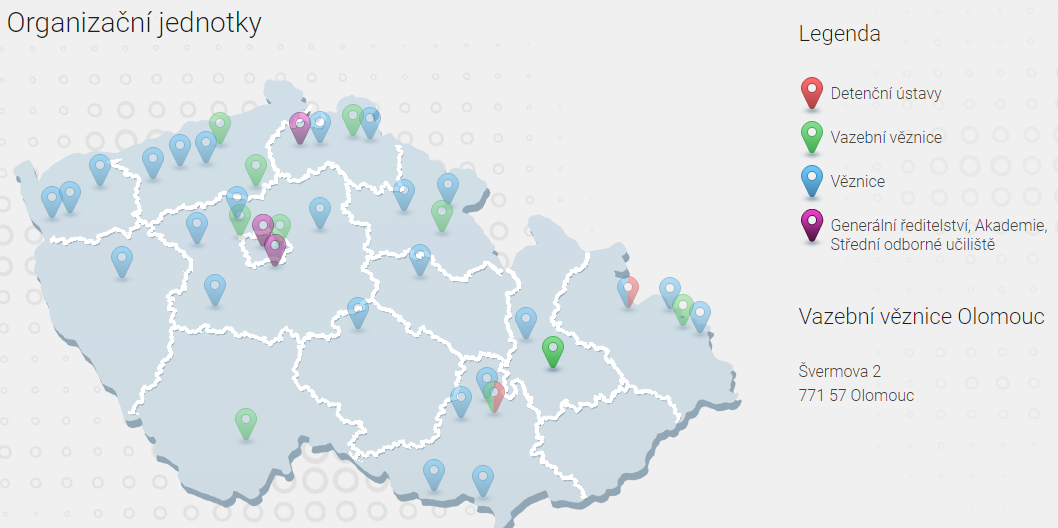 Organizační jednotky
Legenda
Detenční ústavy
Vazební věznice
Věznice
Generální ředitelství, Akademie,
Střední odborné učiliště
Vazební věznice Olomouc
Švermova 2
771 57 Olomouc